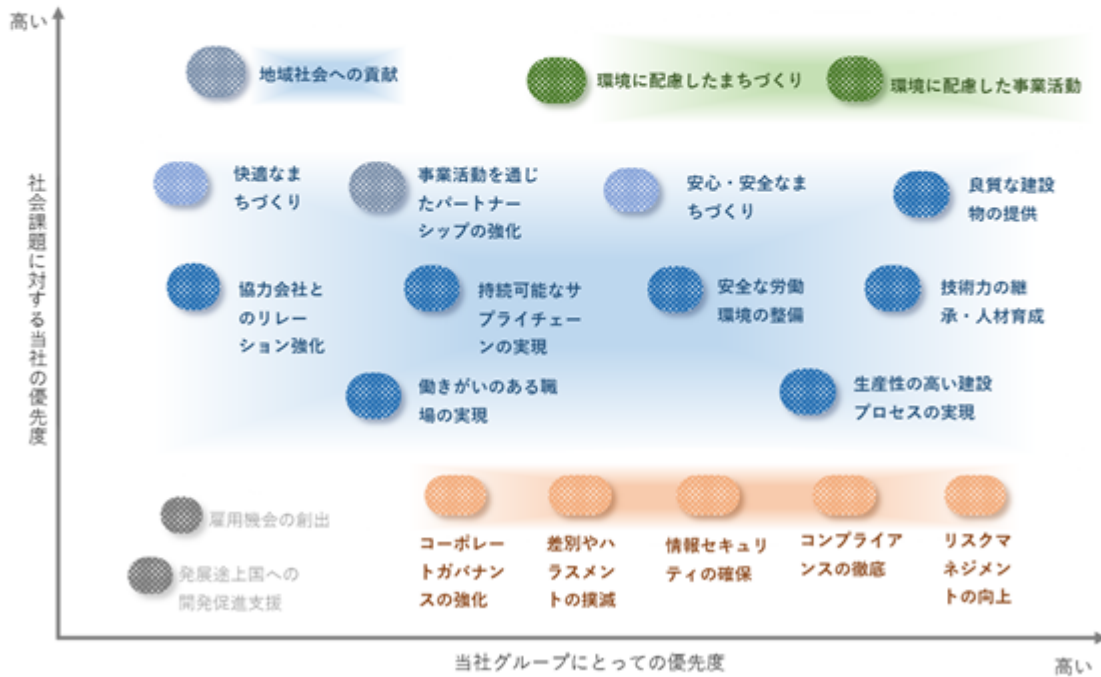 高い
社会課題に対する当社の優先度
地域社会への貢献
環境に配慮したまちづくり
環境に配慮した事業活動
快適なま
ちづくり
事業活動を通じ
たパートナー
シップの強化
安心・安全なま
ちづくり
良質な建設
物の提供
協力会社と
のリレー
ション強化
持続可能なサ
プライチェー
ンの実現
安全な労働
環境の整備
技術力の継
承・人材育成
働きがいのある職
場の実現
生産性の高い建設
プロセスの実現
雇用機会の創出
発展途上国への
開発促進支援
コーポレー
トガバナン
スの強化
差別やハ
ラスメン
トの撲滅
情報セキュリ
ティの確保
コンプライア
ンスの徹底
リスクマ
ネジメン
トの向上
当社グループにとっての優先度
高い